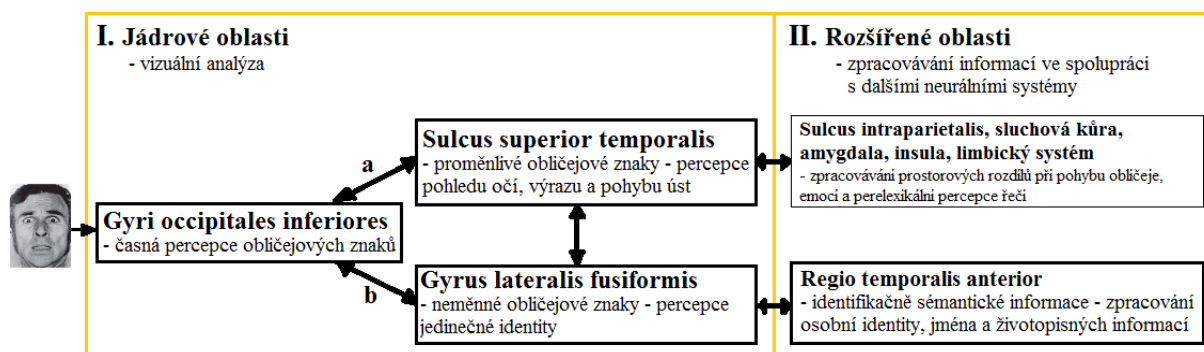 I. Jádrové oblasti
- vizuální analýza
II. Rozšířené oblasti
- zpracovávání informací ve spolupráci
s dalšími neurálními systémy
Gyri occipitales inferiores
- časná percepce obličejových znaků
a
b
Sulcus superior temporalis
- proměnlivé obličejové znaky - percepce
pohledu očí, výrazu a pohybu úst
Gyrus lateralis fusiformis
- neměnné obličejové znaky - percepce
jedinečné identity
Sulcus intraparietalis, sluchová kůra,
amygdala, insula, limbický systém
- zpracovávání prostorových rozdílů při pohybu obličeje,
emocí a perelexikální percepce řeči
Regio temporalis anterior
- identifikačně sémantické informace - zpracování
osobní identity, jména a životopisných informací